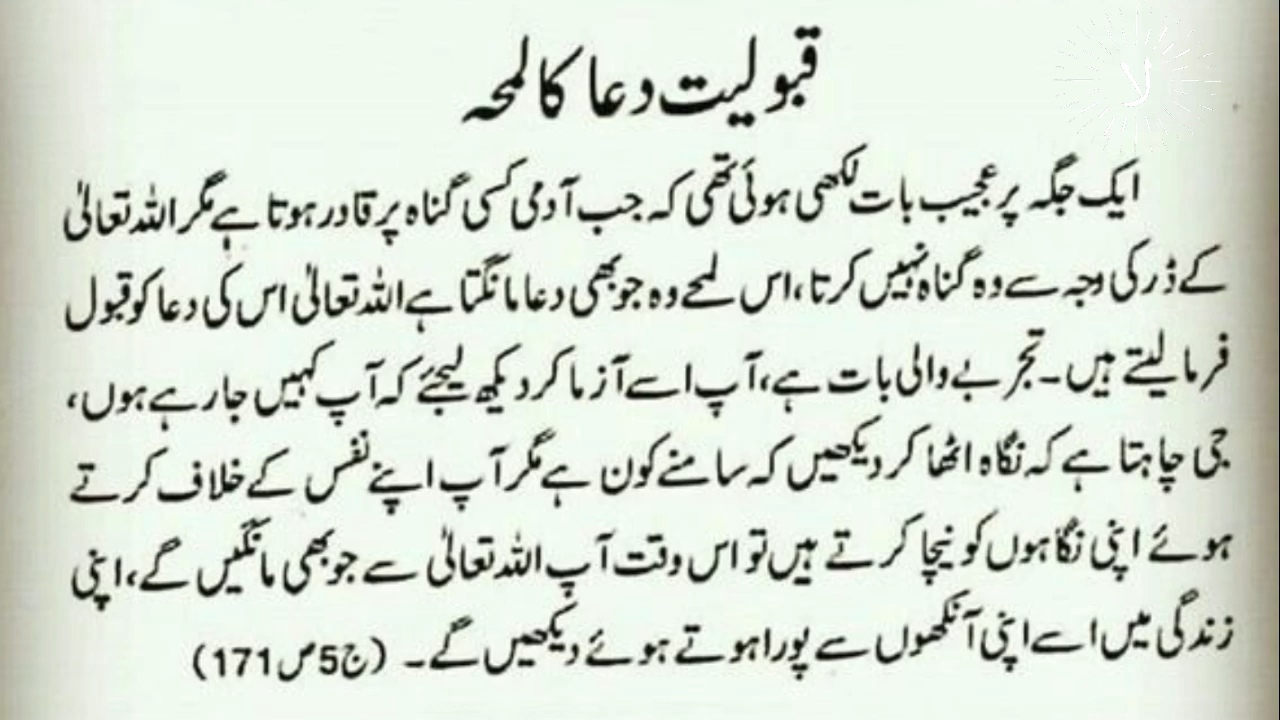 قبولیت دعا کا لمحہ
لا
ایک جگہ پر عجیب بات لکھی ہوئی تھی کہ جب آدمی کسی گناہ پر قادر ہوتا ہے مگر اللہ تعالیٰ
کے ڈر کی وجہ سے وہ گناہ نہیں کرتا، اس لمحے وہ جو بھی دعا مانگتا ہے اللہ تعالیٰ اس کی دعا کو قبول
فرما لیتے ہیں۔ تجربے والی بات ہے، آپ اسے آزما کر دیکھ لیجئے کہ آپ کہیں جا رہے ہوں،
جی چاہتا ہے کہ نگاہ اٹھا کر دیکھیں کہ سامنے کون ہے مگر آپ اپنے نفس کے خلاف کرتے
ہوئے اپنی نگاہوں کو نیچا کرتے ہیں تو اس وقت آپ اللہ تعالیٰ سے جو بھی مانگیں گے، اپنی
زندگی میں اسے اپنی آنکھوں سے پورا ہوتے ہوئے دیکھیں گے۔ (ج5ص171)